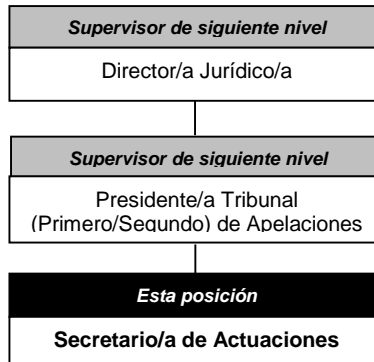 Supervisor de siguiente nivel
Director/a Jurídico/a
Supervisor de siguiente nivel
Presidente/a Tribunal
(Primero/Segundo) de Apelaciones
Esta posición
Secretario/a de Actuaciones